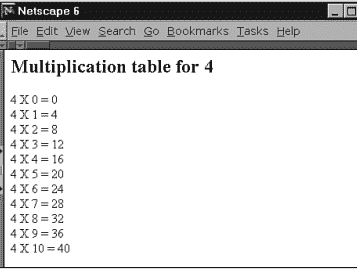 Netscape 6
File Edit View Search Go Bookmarks Tasks Help
Multiplication table for 4
4 X 0 = 0
4 X 1 = 4
4 X 2 = 8
4 X 3 = 12
4 X 4 = 16
4 X 5 = 20
4 X 6 = 24
4 X 7 = 28
4 X 8 = 32
4 X 9 = 36
4 X 10 = 40